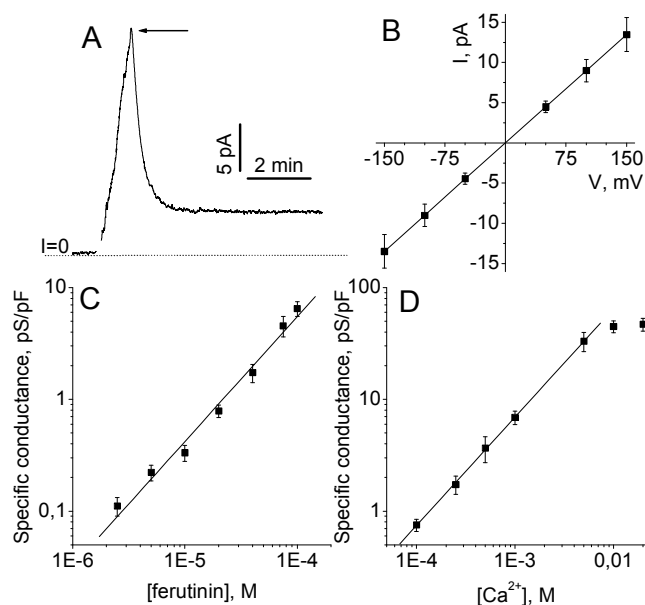 A
5 pA
2 min
I=0
B
I, pA
15
10
5
-150
-75
75
150
V, mV
-5
-10
-15
C
Specific conductance, pS/pF
10
1
0,1
1E-6
1E-5
1E-4
[ferutinin], M
D
Specific conductance, pS/pF
100
10
1
1E-4
1E-3
0,01
[Ca²⁺], M